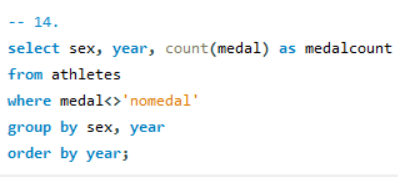 -- 14.
select sex, year, count(medal) as medalcount
from athletes
where medal<>'nomedal'
group by sex, year
order by year;